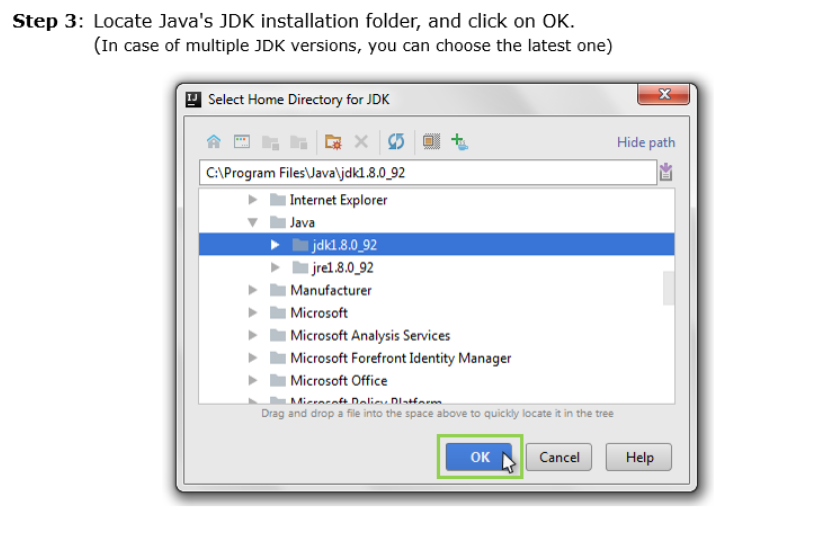 Step 3: Locate Java's JDK installation folder, and click on OK.
(In case of multiple JDK versions, you can choose the latest one)
Select Home Directory for JDK
Hide path
C:\Program Files\Java\jdk1.8.0_92
Internet Explorer
Java
jdk1.8.0_92
jre1.8.0_92
Manufacturer
Microsoft
Microsoft Analysis Services
Microsoft Forefront Identity Manager
Microsoft Office
Microsoft Policy Platform
Drag and drop a file into the space above to quickly locate it in the tree
OK Cancel Help